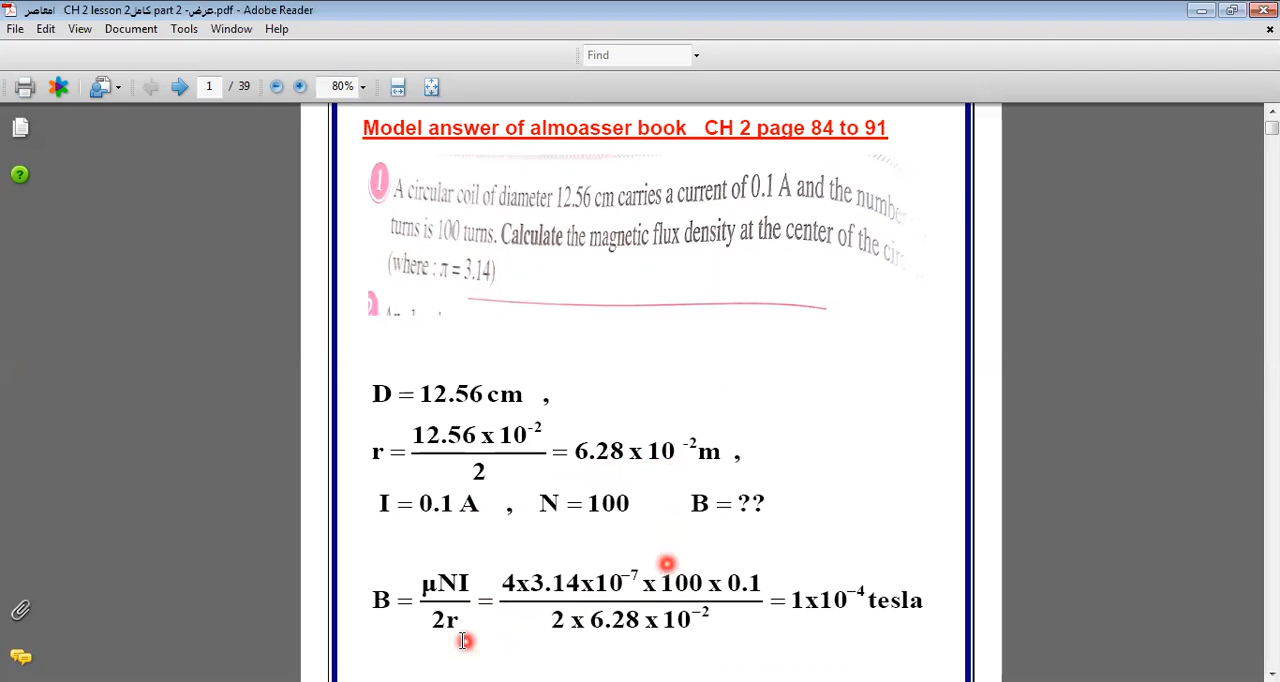 امعاصر CH 2 lesson 2كامل part 2 -عرض.pdf - Adobe Reader
File Edit View Document Tools Window Help
Find
1 / 39 80%
Model answer of almoasser book CH 2 page 84 to 91
1 A circular coil of diameter 12.56 cm carries a current of 0.1 A and the number
turns is 100 turns. Calculate the magnetic flux density at the center of the
(where : π = 3.14)
2
D = 12.56 cm ,
r = 12.56 x 10⁻² / 2 = 6.28 x 10 ⁻² m ,
I = 0.1 A , N = 100 B = ??
B = µNI / 2r = 4x3.14x10⁻⁷ x 100 x 0.1 / 2 x 6.28 x 10⁻² = 1x10⁻⁴ tesla